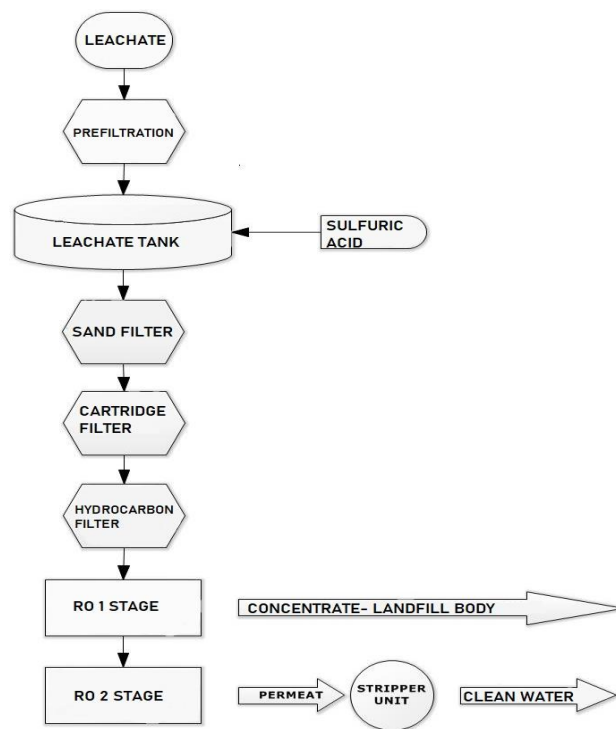 LEACHATE
PREFILTRATION
LEACHATE TANK
SULFURIC
ACID
SAND FILTER
CARTRIDGE
FILTER
HYDROCARBON
FILTER
RO 1 STAGE
CONCENTRATE- LANDFILL BODY
RO 2 STAGE
PERMEAT
STRIPPER
UNIT
CLEAN WATER